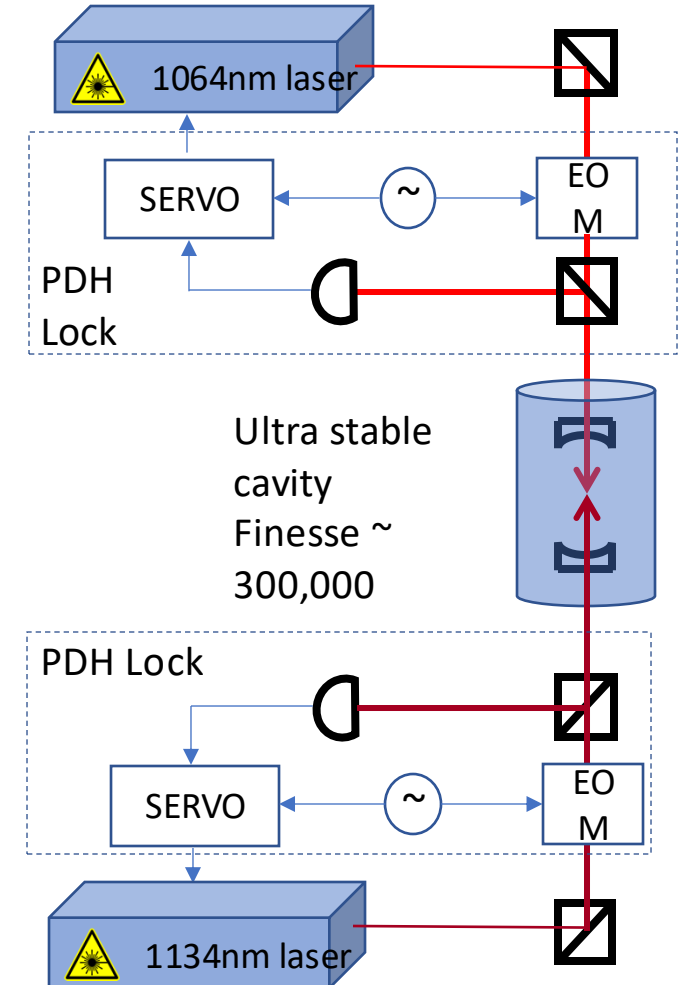 1064nm laser
SERVO
~
EO
M
PDH
Lock
Ultra stable
cavity
Finesse ~
300,000
PDH Lock
SERVO
~
EO
M
1134nm laser